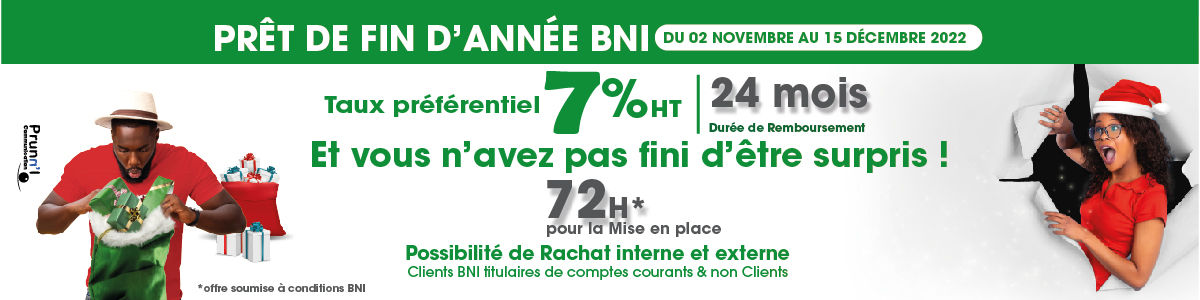 PRÊT DE FIN D'ANNÉE BNI DU 02 NOVEMBRE AU 15 DÉCEMBRE 2022
Taux préférentiel 7% HT
24 mois
Durée de Remboursement
Et vous n'avez pas fini d'être surpris !
72H*
pour la Mise en place
Possibilité de Rachat interne et externe
Clients BNI titulaires de comptes courants & non Clients
*offre soumise à conditions BNI
Prunn'l
Communication